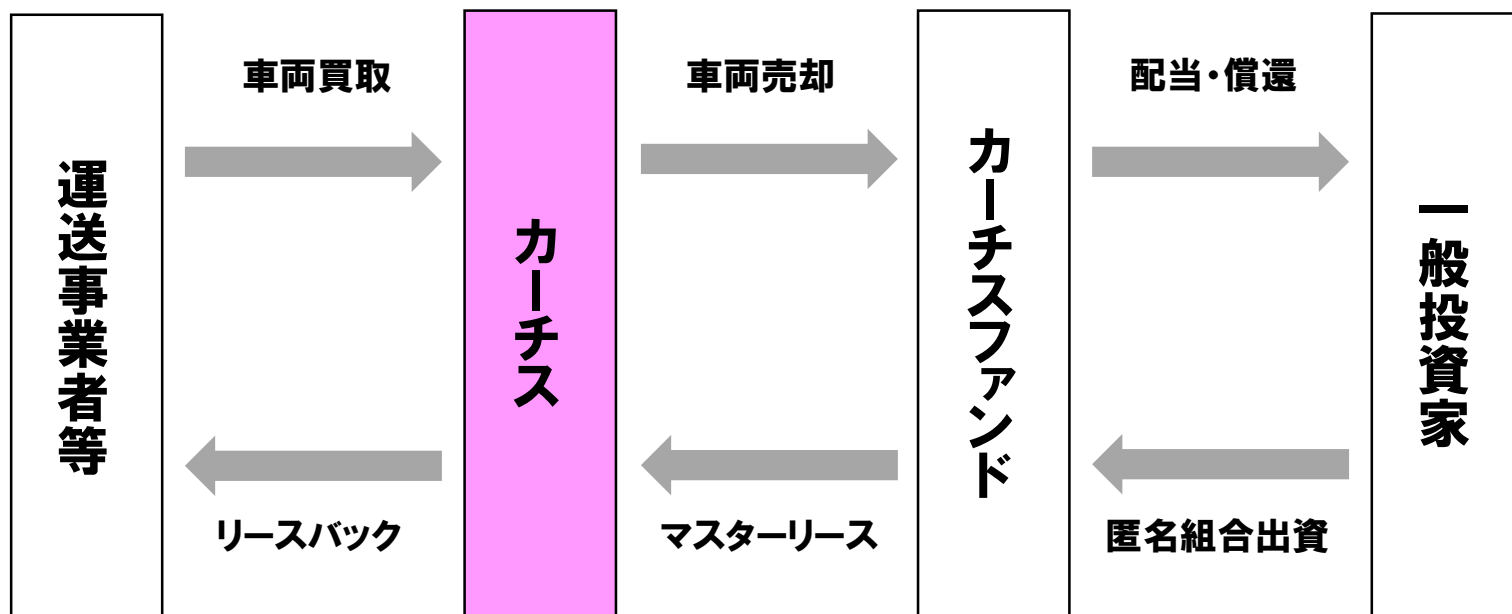 運送事業者等
車両買取
リースバック
カーチス
車両売却
マスターリース
カーチスファンド
配当・償還
匿名組合出資
一般投資家